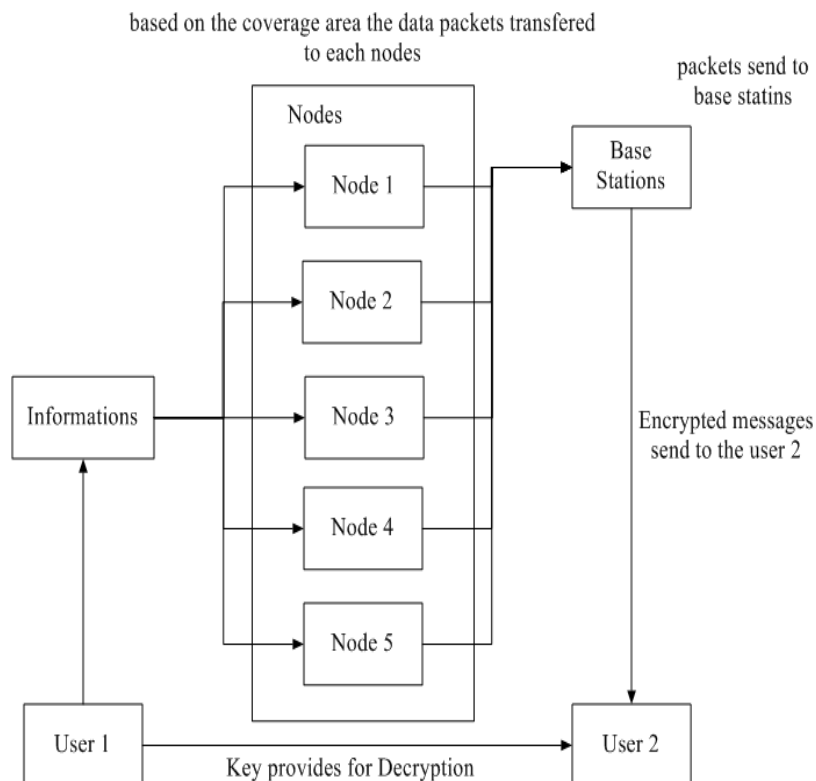 based on the coverage area the data packets transfered
to each nodes
packets send to
base statins
Nodes
Node 1
Base
Stations
Node 2
Informations
Node 3
Encrypted messages
send to the user 2
Node 4
Node 5
User 1
User 2
Key provides for Decryption